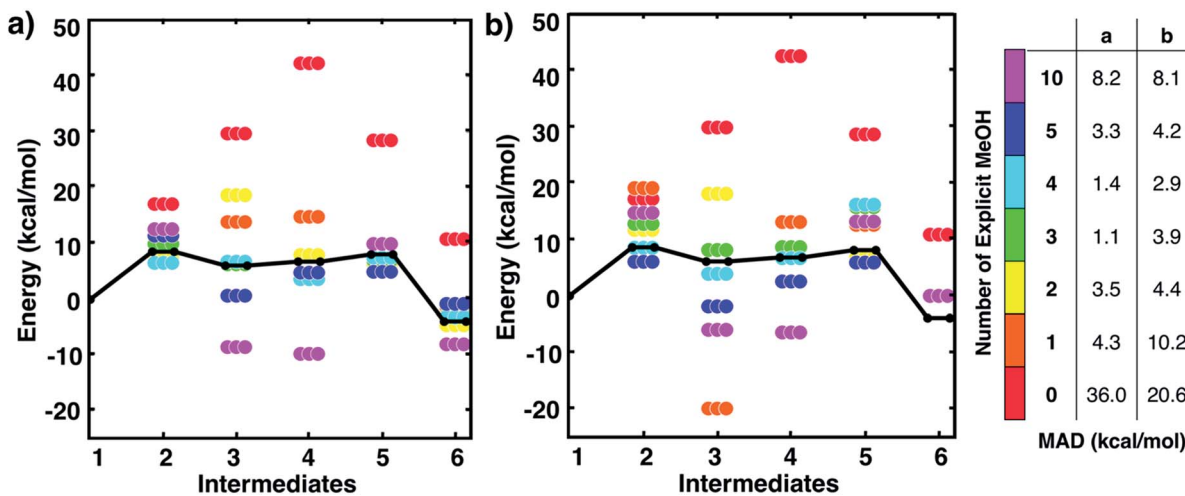 a)
50
40
30
20
10
0
-10
-20
Energy (kcal/mol)
1 2 3 4 5 6
Intermediates
b)
50
40
30
20
10
0
-10
-20
Energy (kcal/mol)
1 2 3 4 5 6
Intermediates
Number of Explicit MeOH
a b
10 8.2 8.1
5 3.3 4.2
4 1.4 2.9
3 1.1 3.9
2 3.5 4.4
1 4.3 10.2
0 36.0 20.6
MAD (kcal/mol)